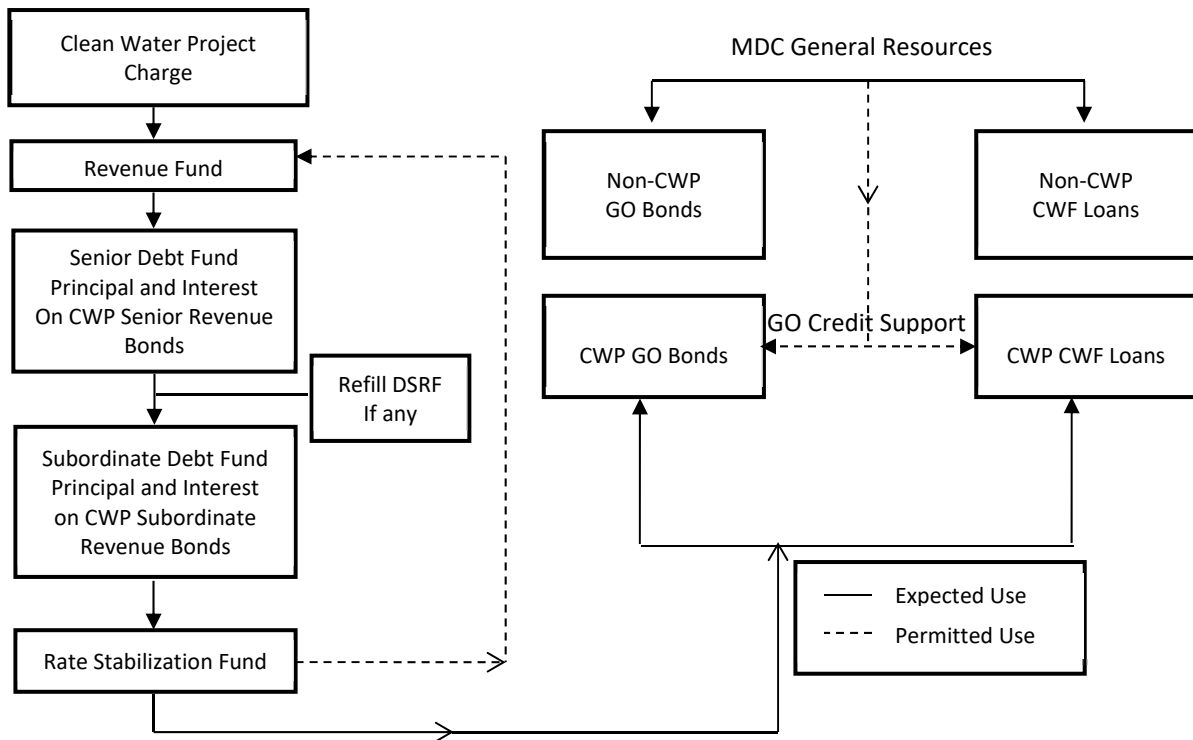 Clean Water Project
Charge
Revenue Fund
Senior Debt Fund
Principal and Interest
On CWP Senior Revenue
Bonds
Refill DSRF
If any
Subordinate Debt Fund
Principal and Interest
on CWP Subordinate
Revenue Bonds
Rate Stabilization Fund
MDC General Resources
Non-CWP
GO Bonds
Non-CWP
CWF Loans
GO Credit Support
CWP GO Bonds
CWP CWF Loans
Expected Use
Permitted Use